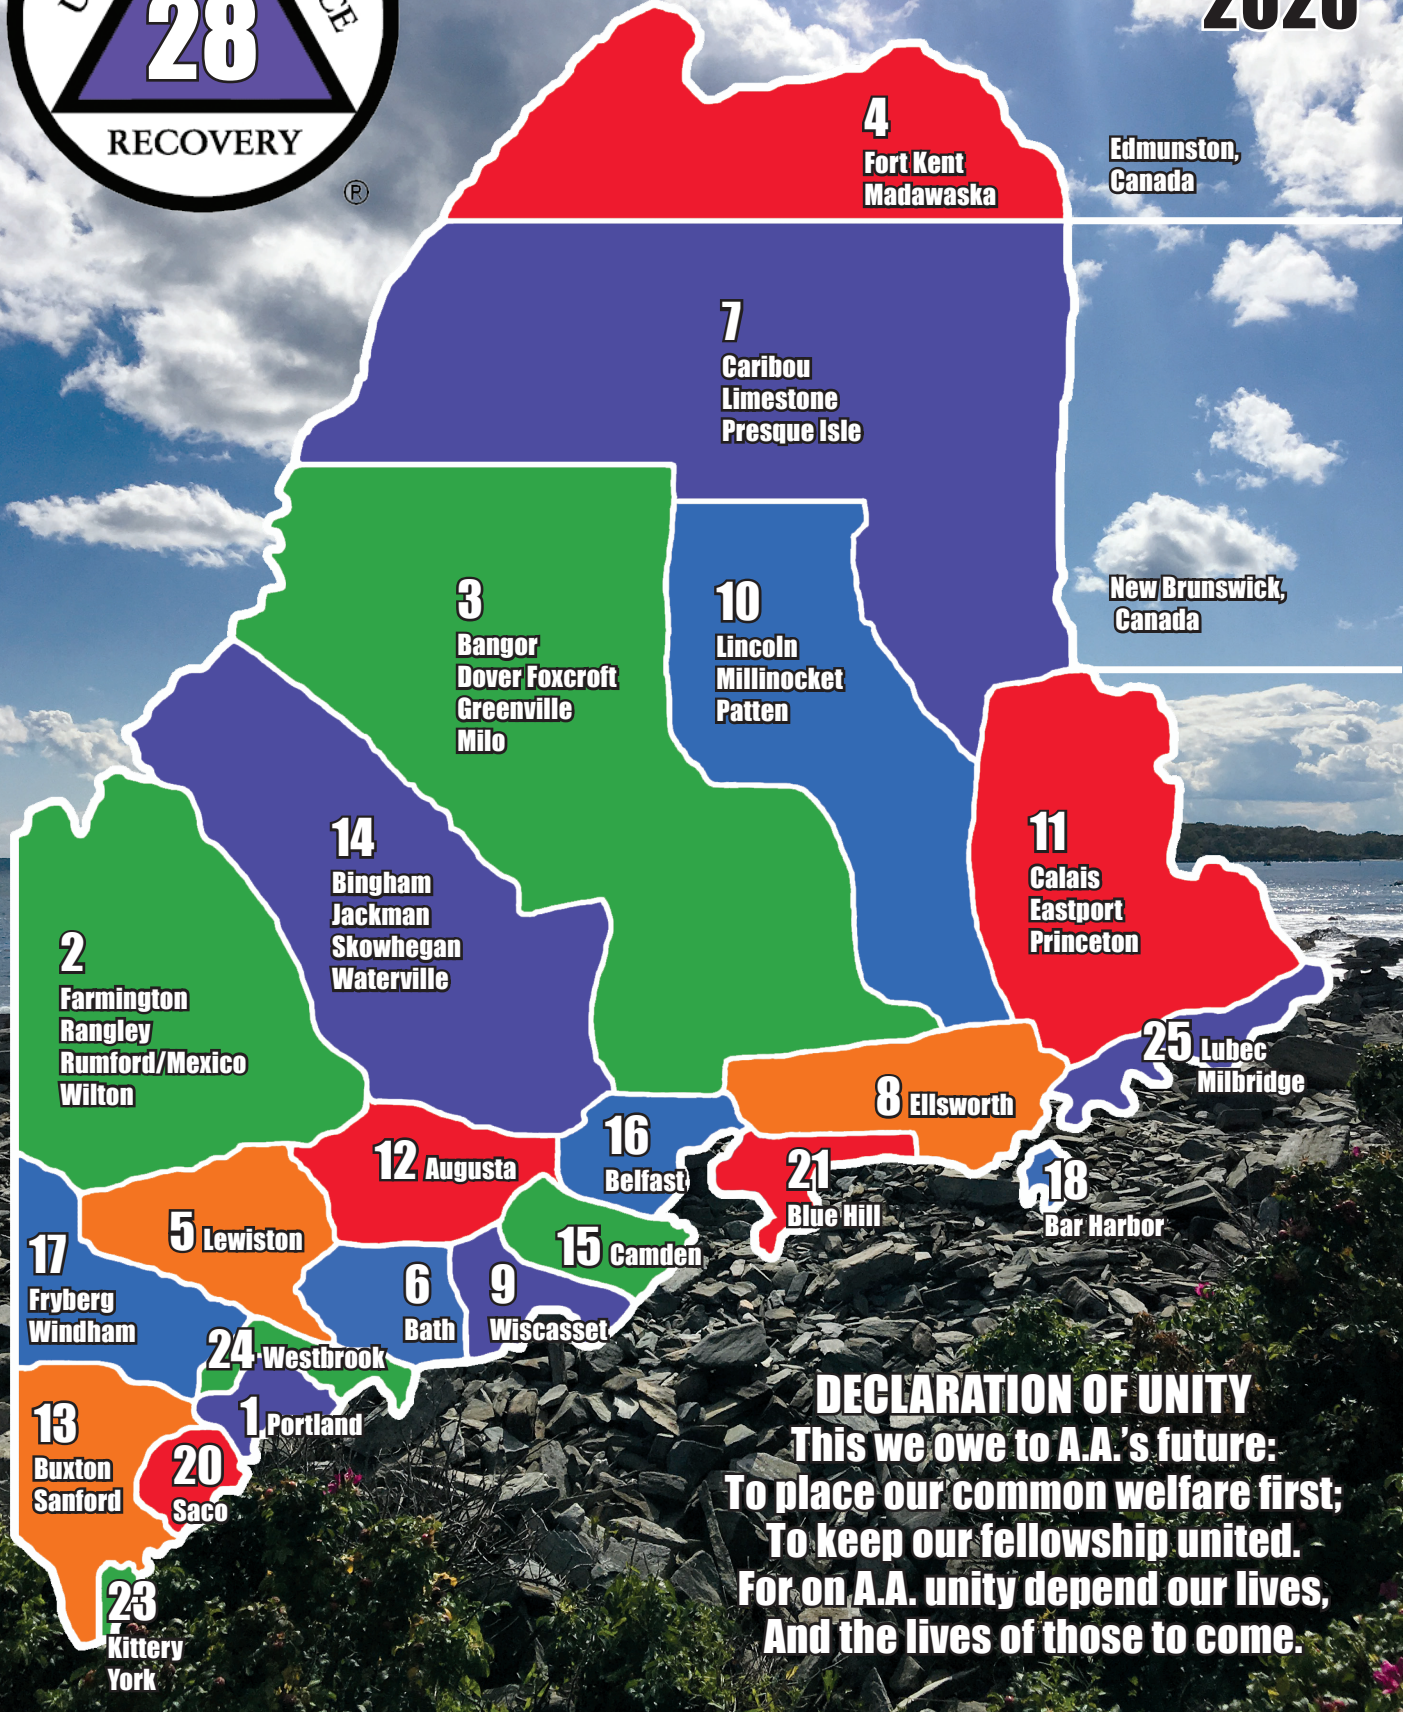 28
RECOVERY
®
4
Fort Kent
Madawaska
Edmunston,
Canada
7
Caribou
Limestone
Presque Isle
3
Bangor
Dover Foxcroft
Greenville
Milo
10
Lincoln
Millinocket
Patten
New Brunswick,
Canada
14
Bingham
Jackman
Skowhegan
Waterville
11
Calais
Eastport
Princeton
2
Farmington
Rangley
Rumford/Mexico
Wilton
25 Lubec
Milbridge
8 Ellsworth
16
Belfast
12 Augusta
21
Blue Hill
18
Bar Harbor
5 Lewiston
15 Camden
17
Fryberg
Windham
6
Bath
9
Wiscasset
24 Westbrook
1 Portland
13
Buxton
Sanford
20
Saco
23
Kittery
York
DECLARATION OF UNITY
This we owe to A.A.’s future:
To place our common welfare first;
To keep our fellowship united.
For on A.A. unity depend our lives,
And the lives of those to come.